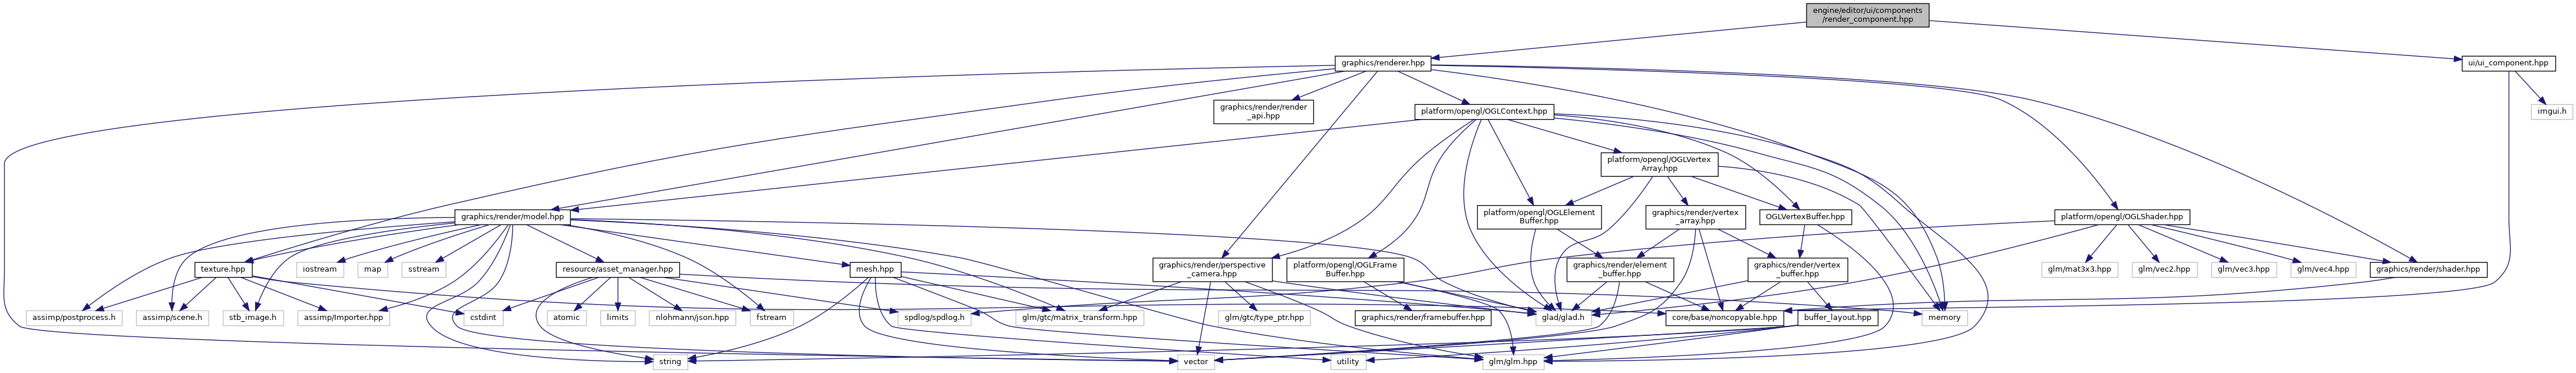 engine/editor/ui/components
/render_component.hpp
graphics/renderer.hpp
ui/ui_component.hpp
graphics/render/render
_api.hpp
platform/opengl/OGLContext.hpp
imgui.h
platform/opengl/OGLVertex
Array.hpp
graphics/render/model.hpp
platform/opengl/OGLElement
Buffer.hpp
graphics/render/vertex
_array.hpp
OGLVertexBuffer.hpp
platform/opengl/OGLShader.hpp
texture.hpp
iostream
map
sstream
resource/asset_manager.hpp
mesh.hpp
graphics/render/perspective
_camera.hpp
platform/opengl/OGLFrame
Buffer.hpp
graphics/render/element
_buffer.hpp
graphics/render/vertex
_buffer.hpp
glm/mat3x3.hpp
glm/vec2.hpp
glm/vec3.hpp
glm/vec4.hpp
graphics/render/shader.hpp
assimp/postprocess.h
assimp/scene.h
stb_image.h
assimp/Importer.hpp
cstdint
atomic
limits
nlohmann/json.hpp
fstream
spdlog/spdlog.h
glm/gtc/matrix_transform.hpp
glm/gtc/type_ptr.hpp
graphics/render/framebuffer.hpp
glad/glad.h
core/base/noncopyable.hpp
buffer_layout.hpp
memory
string
vector
utility
glm/glm.hpp